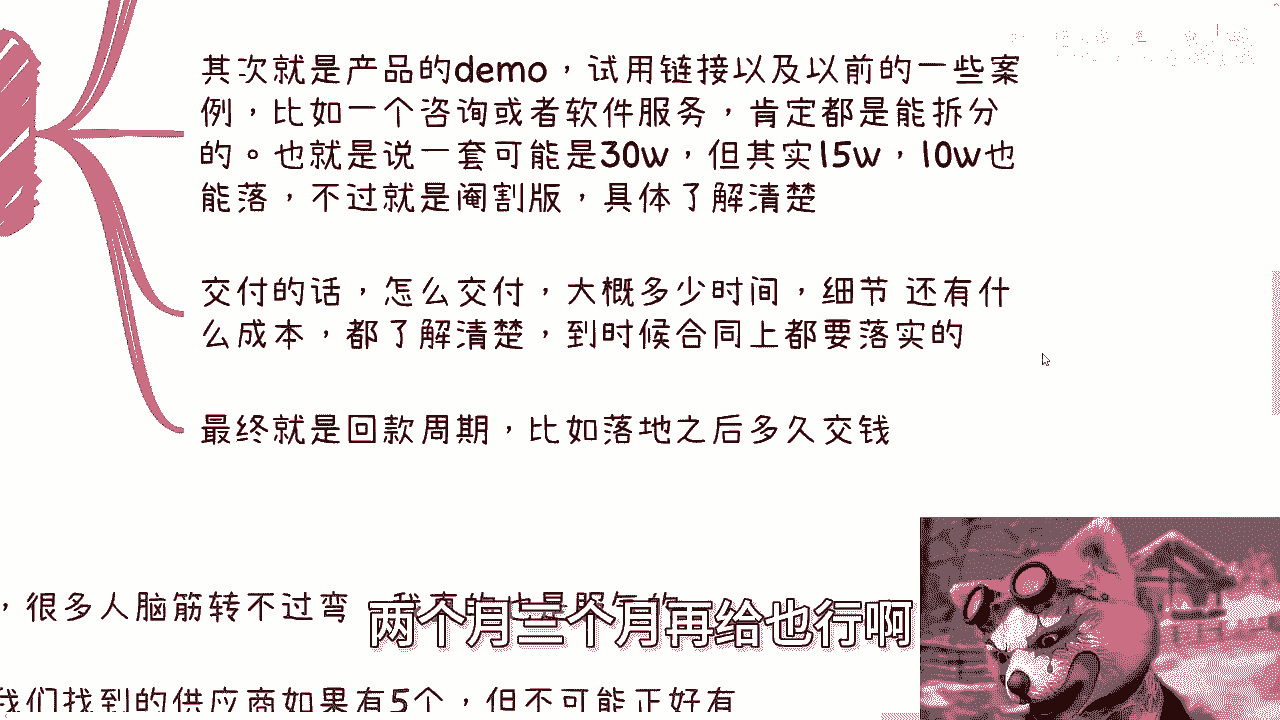 其次就是产品的demo，试用链接以及以前的一些案
例，比如一个咨询或者软件服务，肯定都是能拆分
的。也就是说一套可能是30w，但其实15w，10w也
能落，不过就是阉割版，具体了解清楚
交付的话，怎么交付，大概多少时间，细节 还有什
么成本，都了解清楚，到时候合同上都要落实的
最终就是回款周期，比如落地之后多久交钱
，很多人脑筋转不过弯
两个月三个月再给也行啊
我们找到的供应商如果有5个，但不可能正好有